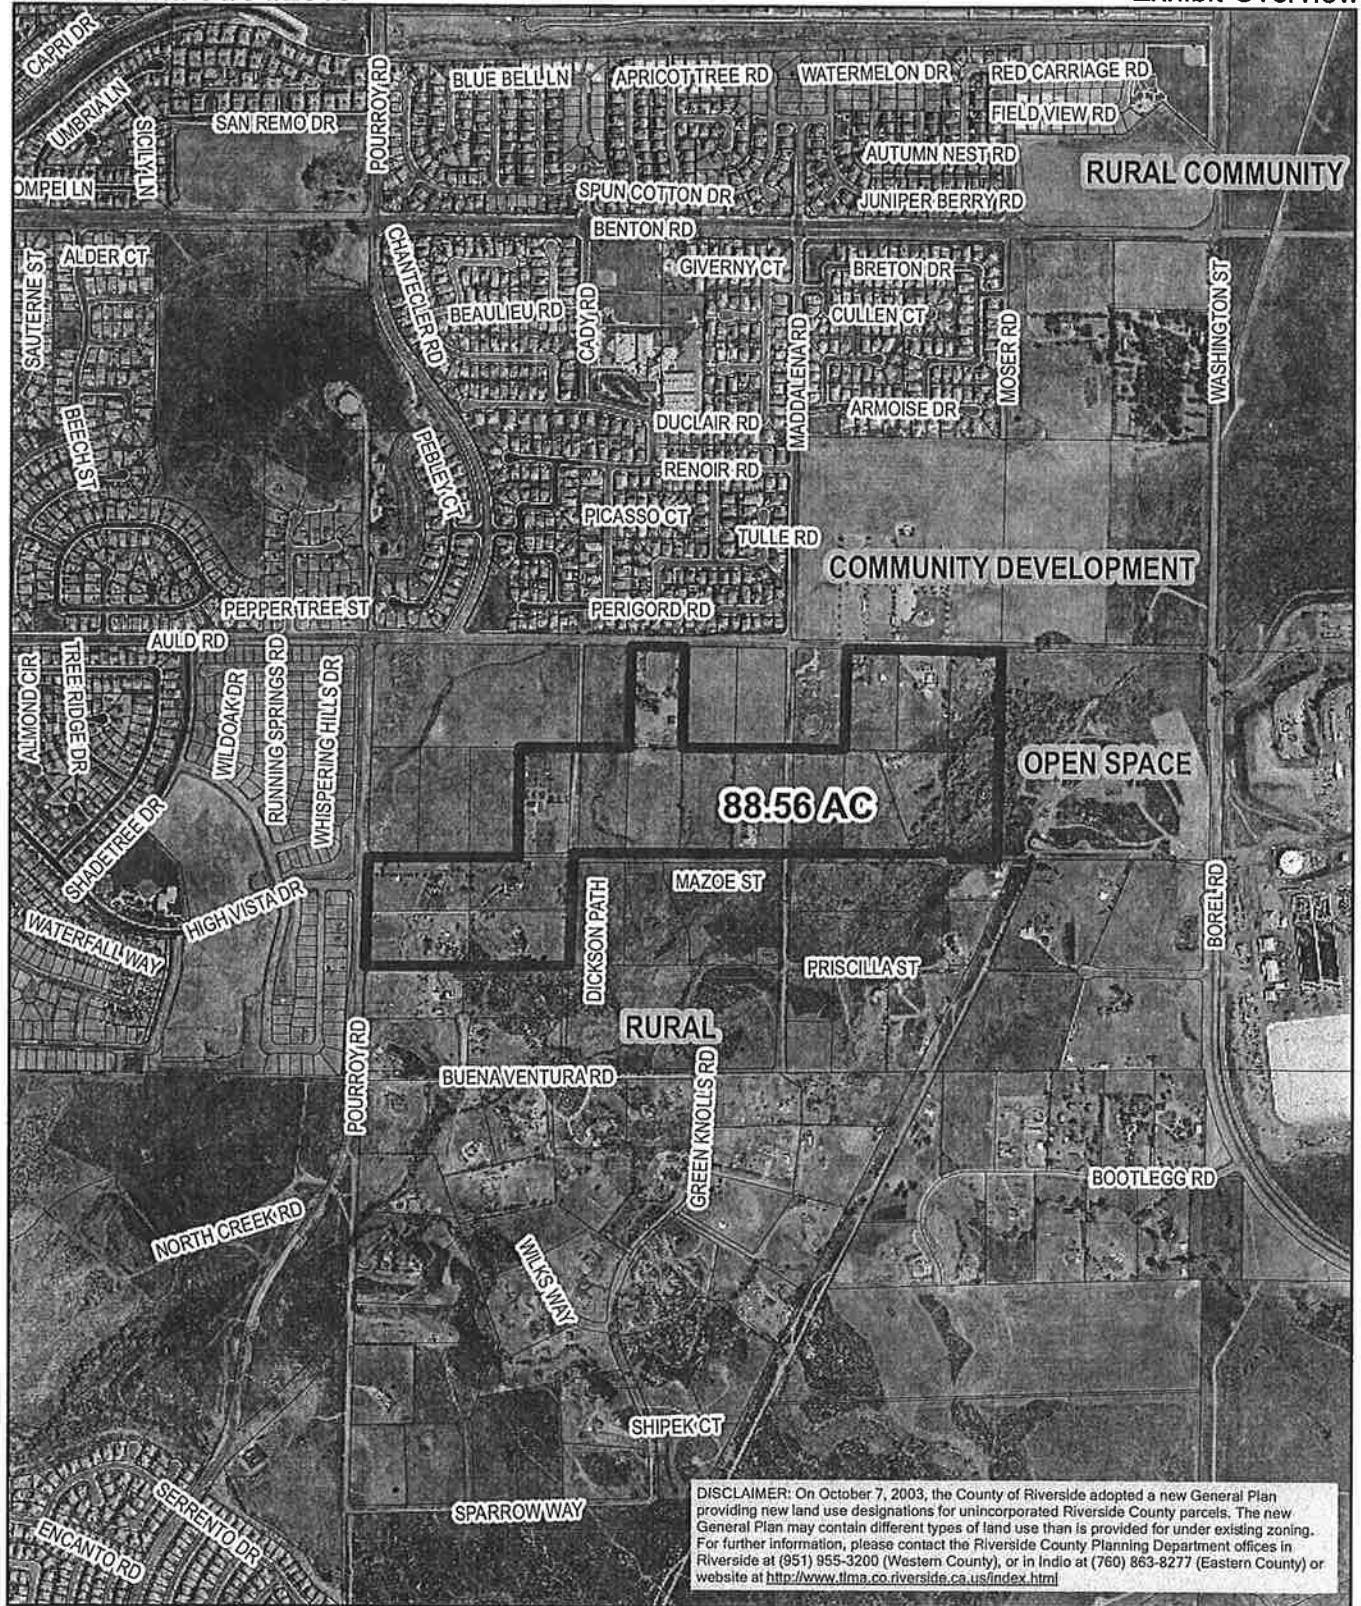 Exhibit Overview
CAPRI DR
UMBRIA LN
SICILY LN
SAN REMO DR
POURROY RD
BLUE BELL LN
APRICOT TREE RD
WATERMELON DR
RED CARRIAGE RD
FIELD VIEW RD
AUTUMN NEST RD
RURAL COMMUNITY
OMPEI LN
SPUN COTTON DR
JUNIPER BERRY RD
BENTON RD
SAUTERNE ST
ALDER CT
CHANTECLER RD
GIVERNY CT
BRETON DR
WASHINGTON ST
BEAULIEU RD
CADY RD
CULLEN CT
MADDALENA RD
MOSER RD
BEECH ST
DUCLAIR RD
ARMOISE DR
PEBLEY CT
RENOIR RD
PICASSO CT
TULLE RD
COMMUNITY DEVELOPMENT
PEPPER TREE ST
PERIGORD RD
AULD RD
ALMOND CIR
TREE RIDGE DR
WILDOAK DR
RUNNING SPRINGS RD
WHISPERING HILLS DR
OPEN SPACE
88.56 AC
SHADETREE DR
HIGH VISTA DR
MAZOE ST
WATERFALL WAY
DICKSON PATH
BOREL RD
PRISCILLA ST
RURAL
POURROY RD
BUENA VENTURA RD
GREEN KNOLLS RD
BOOTLEGG RD
NORTH CREEK RD
WILKS WAY
SHIPEK CT
SPARROW WAY
SERRENTO DR
ENCANTO RD
DISCLAIMER: On October 7, 2003, the County of Riverside adopted a new General Plan
providing new land use designations for unincorporated Riverside County parcels. The new
General Plan may contain different types of land use than is provided for under existing zoning.
For further information, please contact the Riverside County Planning Department offices in
Riverside at (951) 955-3200 (Western County), or in Indio at (760) 863-8277 (Eastern County) or
website at http://www.tlma.co.riverside.ca.us/index.html